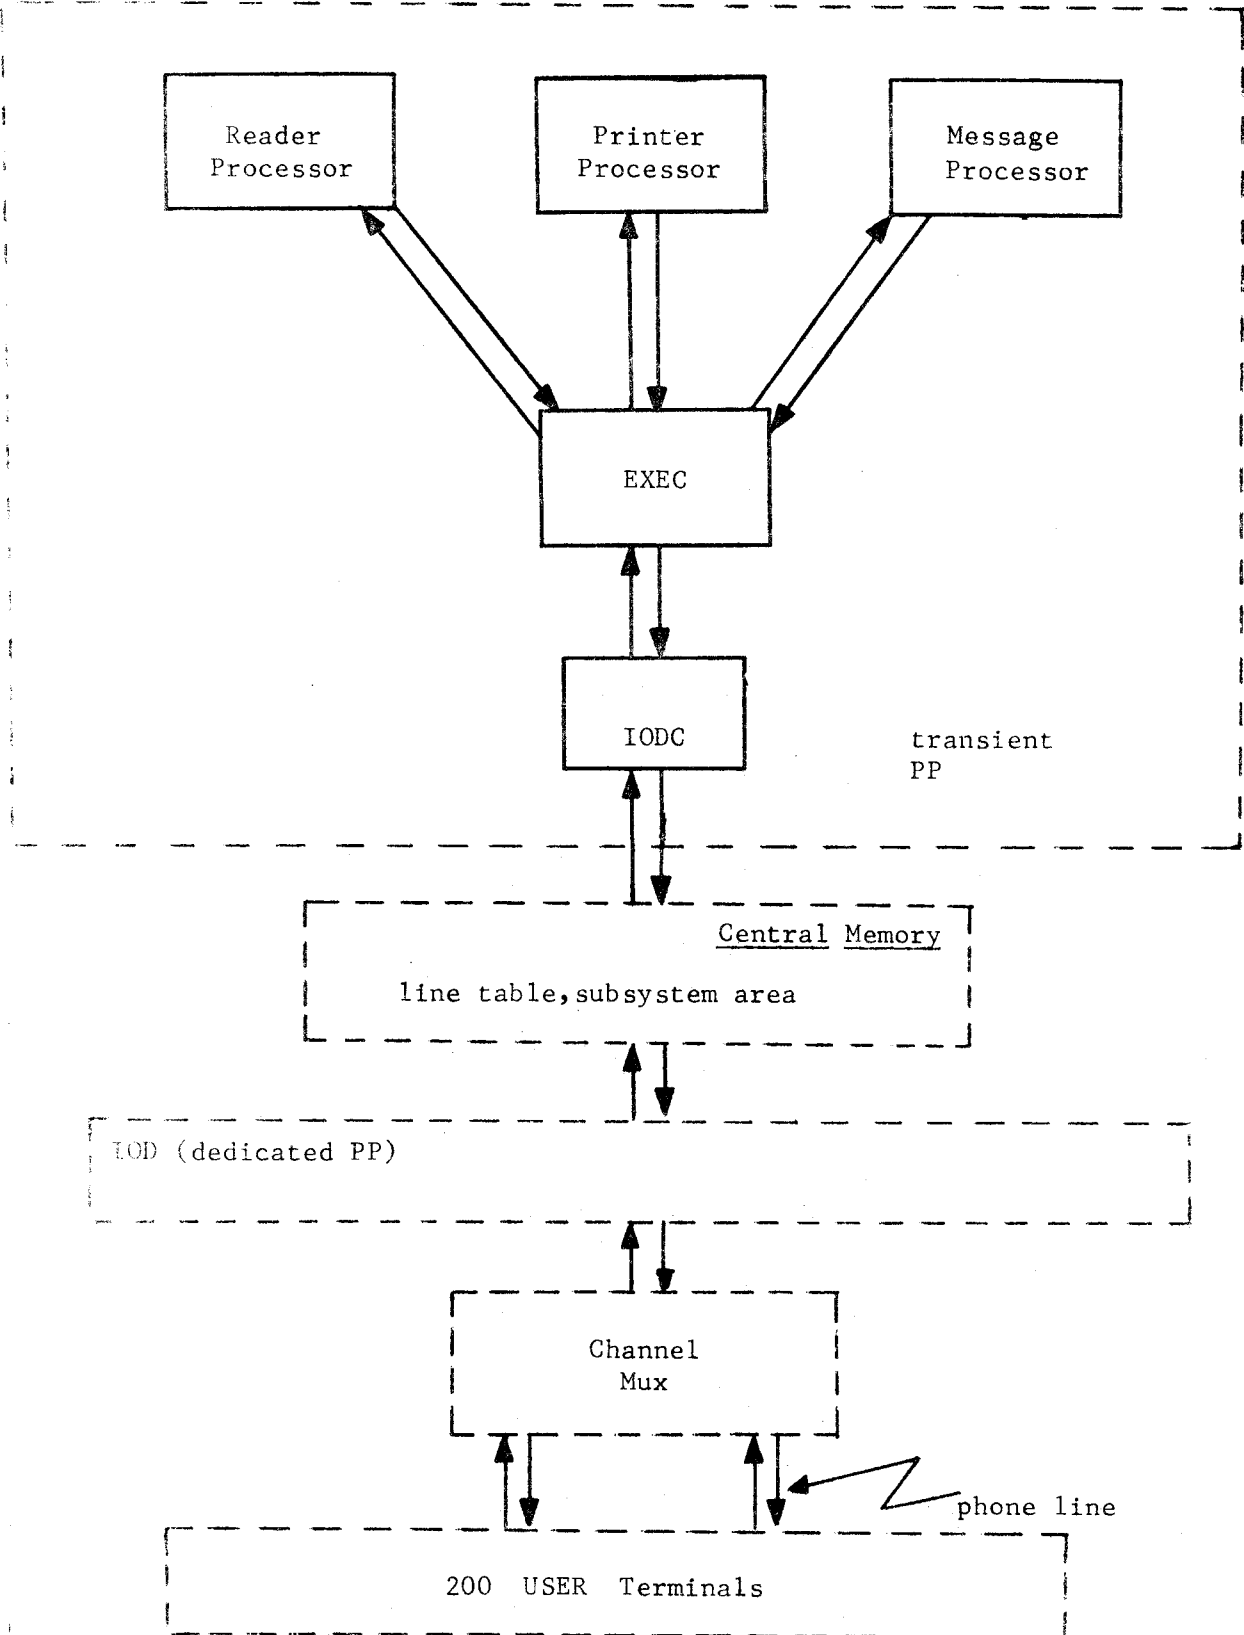 Reader
Processor
Printer
Processor
Message
Processor
EXEC
IODC
transient
PP
Central Memory
line table, subsystem area
IOD (dedicated PP)
Channel
Mux
phone line
200 USER Terminals